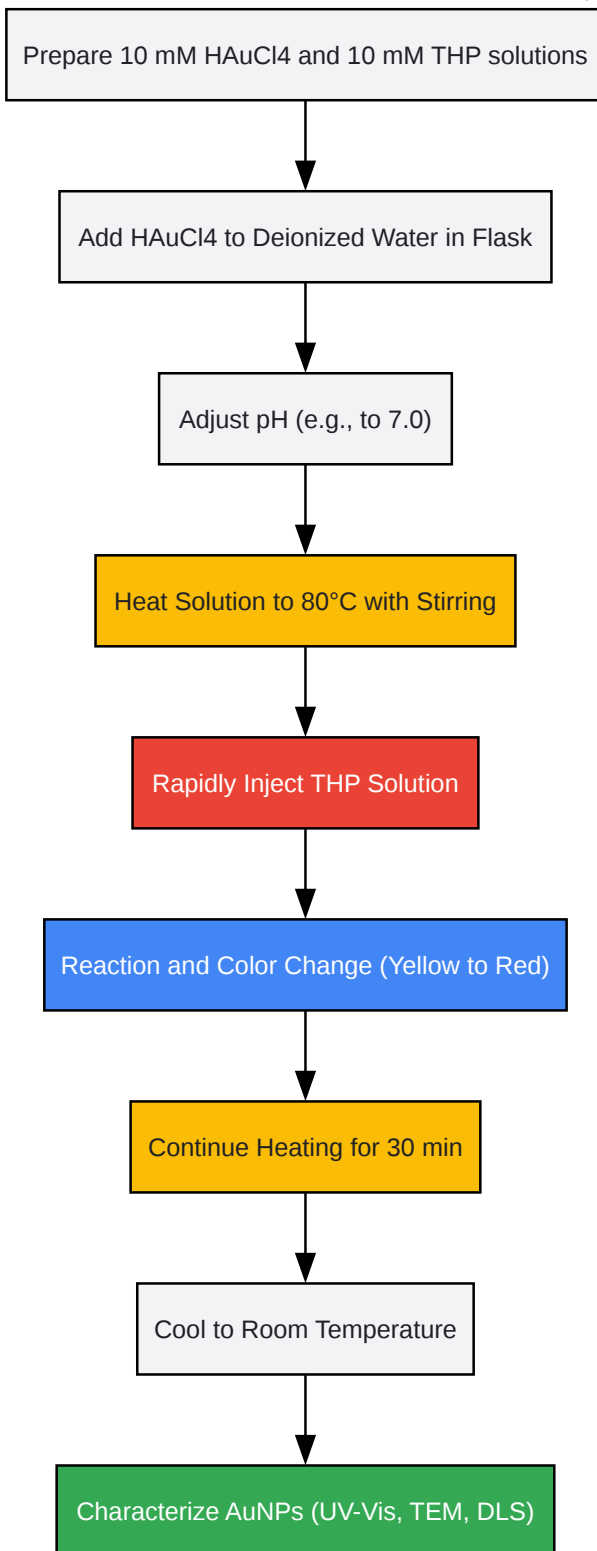 Prepare 10 mM HAuCl4 and 10 mM THP solutions
Add HAuCl4 to Deionized Water in Flask
Adjust pH (e.g., to 7.0)
Heat Solution to 80°C with Stirring
Rapidly Inject THP Solution
Reaction and Color Change (Yellow to Red)
Continue Heating for 30 min
Cool to Room Temperature
Characterize AuNPs (UV-Vis, TEM, DLS)